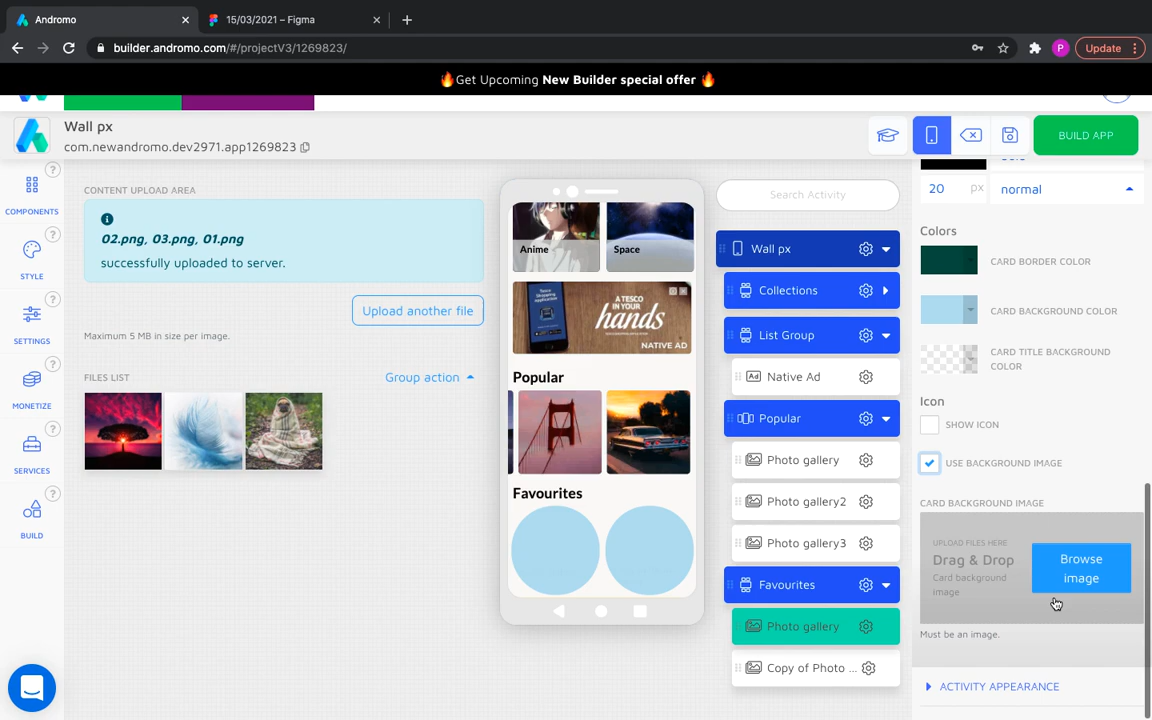 Andromo
15/03/2021 – Figma
builder.andromo.com/#/projectV3/1269823/
P
Update
🔥Get Upcoming New Builder special offer 🔥
Wall px
com.newandromo.dev2971.app1269823
BUILD APP
COMPONENTS
STYLE
SETTINGS
MONETIZE
SERVICES
BUILD
CONTENT UPLOAD AREA
02.png, 03.png, 01.png
successfully uploaded to server.
Upload another file
Maximum 5 MB in size per image.
FILES LIST
Group action
Anime
Space
A TESCO
IN YOUR
hands
NATIVE AD
Popular
Favourites
Search Activity
Wall px
Collections
List Group
Native Ad
Popular
Photo gallery
Photo gallery2
Photo gallery3
Favourites
Photo gallery
Copy of Photo ...
20 px
normal
Colors
CARD BORDER COLOR
CARD BACKGROUND COLOR
CARD TITLE BACKGROUND
COLOR
Icon
SHOW ICON
USE BACKGROUND IMAGE
CARD BACKGROUND IMAGE
UPLOAD FILES HERE
Drag & Drop
Card background
image
Browse
image
Must be an image.
ACTIVITY APPEARANCE